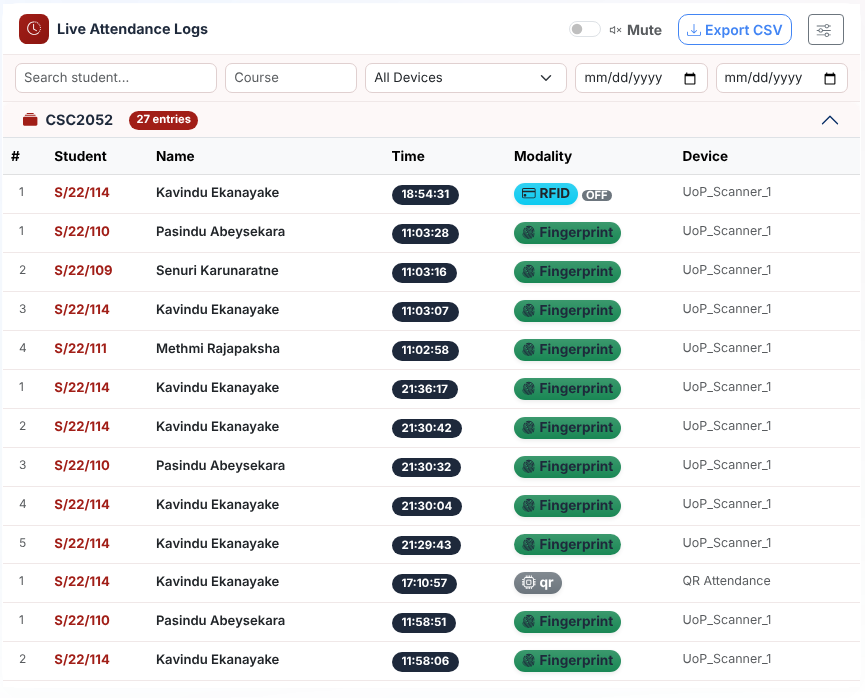 Live Attendance Logs Mute Export CSV
Search student... Course All Devices mm/dd/yyyy mm/dd/yyyy
CSC2052 27 entries
# Student Name Time Modality Device
1 S/22/114 Kavindu Ekanayake 18:54:31 RFID OFF UoP_Scanner_1
1 S/22/110 Pasindu Abeysekara 11:03:28 Fingerprint UoP_Scanner_1
2 S/22/109 Senuri Karunaratne 11:03:16 Fingerprint UoP_Scanner_1
3 S/22/114 Kavindu Ekanayake 11:03:07 Fingerprint UoP_Scanner_1
4 S/22/111 Methmi Rajapaksha 11:02:58 Fingerprint UoP_Scanner_1
1 S/22/114 Kavindu Ekanayake 21:36:17 Fingerprint UoP_Scanner_1
2 S/22/114 Kavindu Ekanayake 21:30:42 Fingerprint UoP_Scanner_1
3 S/22/110 Pasindu Abeysekara 21:30:32 Fingerprint UoP_Scanner_1
4 S/22/114 Kavindu Ekanayake 21:30:04 Fingerprint UoP_Scanner_1
5 S/22/114 Kavindu Ekanayake 21:29:43 Fingerprint UoP_Scanner_1
1 S/22/114 Kavindu Ekanayake 17:10:57 qr QR Attendance
1 S/22/110 Pasindu Abeysekara 11:58:51 Fingerprint UoP_Scanner_1
2 S/22/114 Kavindu Ekanayake 11:58:06 Fingerprint UoP_Scanner_1